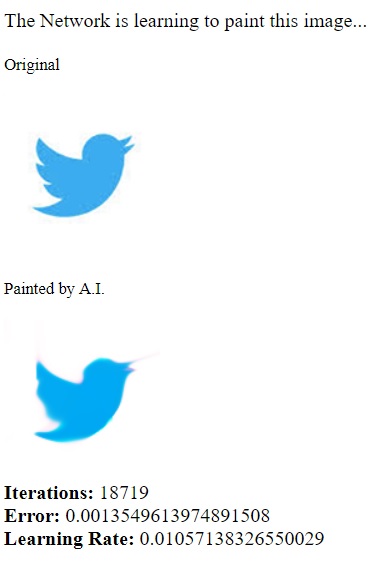 The Network is learning to paint this image...
Original
Painted by A.I.
Iterations: 18719
Error: 0.0013549613974891508
Learning Rate: 0.01057138326550029